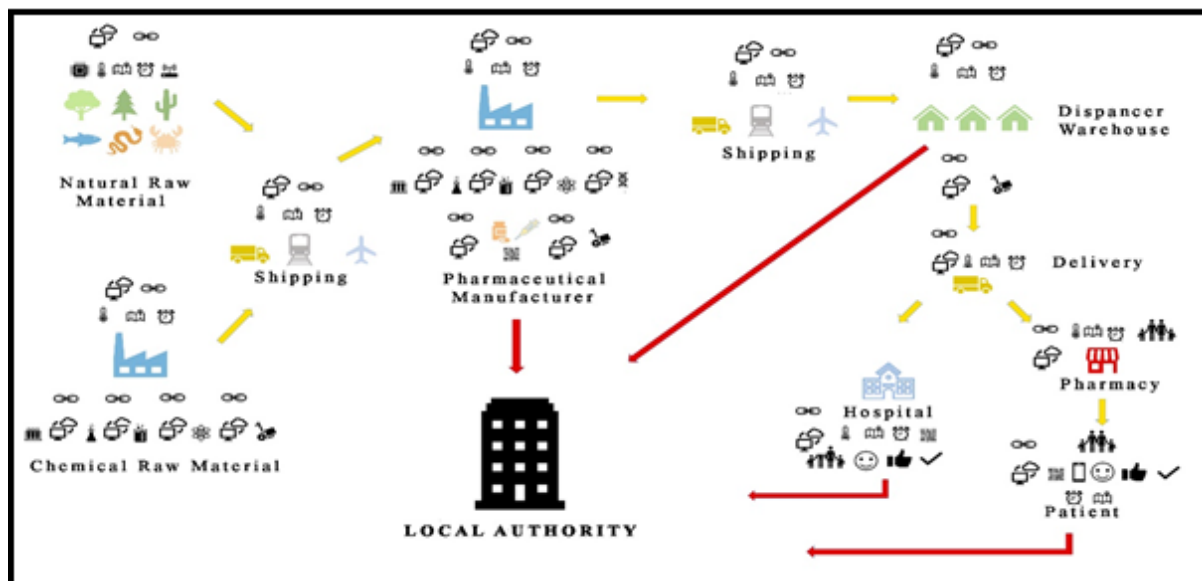 Natural Raw
Material
Shipping
Pharmaceutical
Manufacturer
Shipping
Dispancer
Warehouse
Delivery
Chemical Raw Material
LOCAL AUTHORITY
Hospital
Pharmacy
Patient